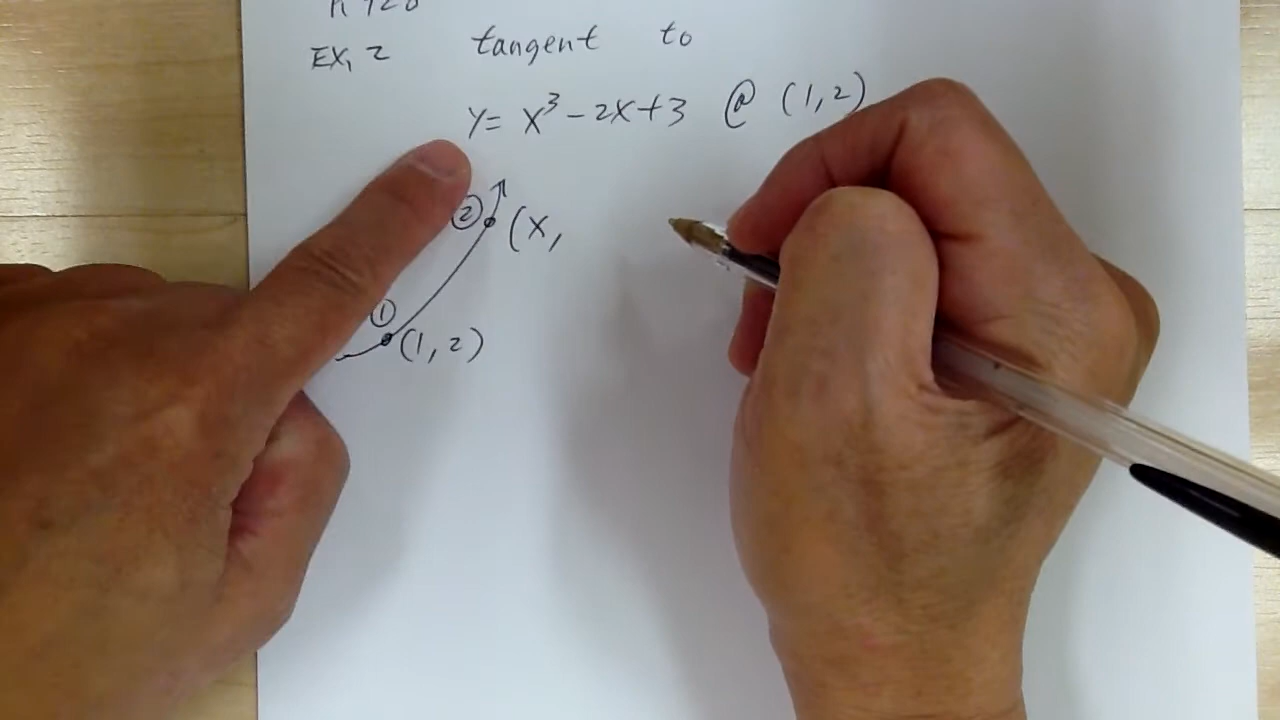 EX, 2 tangent to
y = x³ - 2x + 3 @ (1, 2)
② (x,
①
(1, 2)